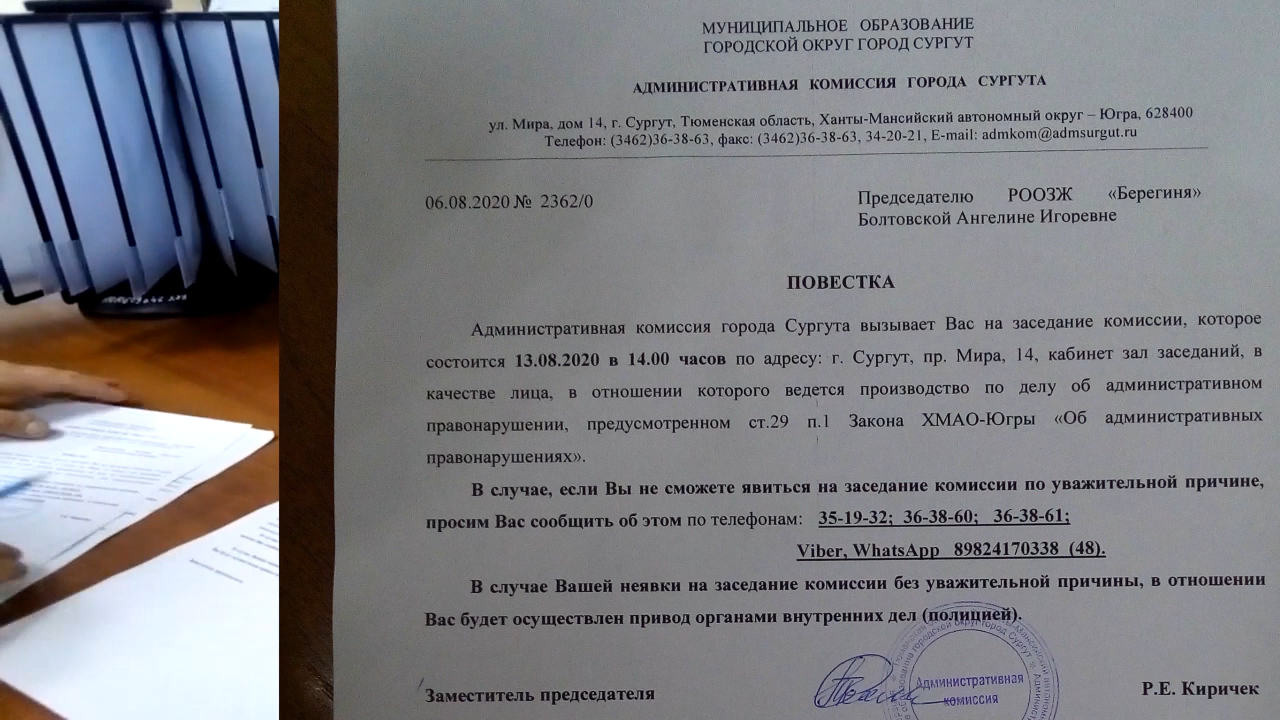 МУНИЦИПАЛЬНОЕ ОБРАЗОВАНИЕ
ГОРОДСКОЙ ОКРУГ ГОРОД СУРГУТ
АДМИНИСТРАТИВНАЯ КОМИССИЯ ГОРОДА СУРГУТА
ул. Мира, дом 14, г. Сургут, Тюменская область, Ханты-Мансийский автономный округ – Югра, 628400
Телефон: (3462)36-38-63, факс: (3462)36-38-63, 34-20-21, E-mail: admkom@admsurgut.ru
06.08.2020 № 2362/0
Председателю РООЗЖ «Берегиня»
Болтовской Ангелине Игоревне
ПОВЕСТКА
Административная комиссия города Сургута вызывает Вас на заседание комиссии, которое
состоится 13.08.2020 в 14.00 часов по адресу: г. Сургут, пр. Мира, 14, кабинет зал заседаний, в
качестве лица, в отношении которого ведется производство по делу об административном
правонарушении, предусмотренном ст.29 п.1 Закона ХМАО-Югры «Об административных
правонарушениях».
В случае, если Вы не сможете явиться на заседание комиссии по уважительной причине,
просим Вас сообщить об этом по телефонам: 35-19-32; 36-38-60; 36-38-61;
Viber, WhatsApp 89824170338 (48).
В случае Вашей неявки на заседание комиссии без уважительной причины, в отношении
Вас будет осуществлен привод органами внутренних дел (полицией).
Заместитель председателя
Административная
комиссия
Р.Е. Киричек